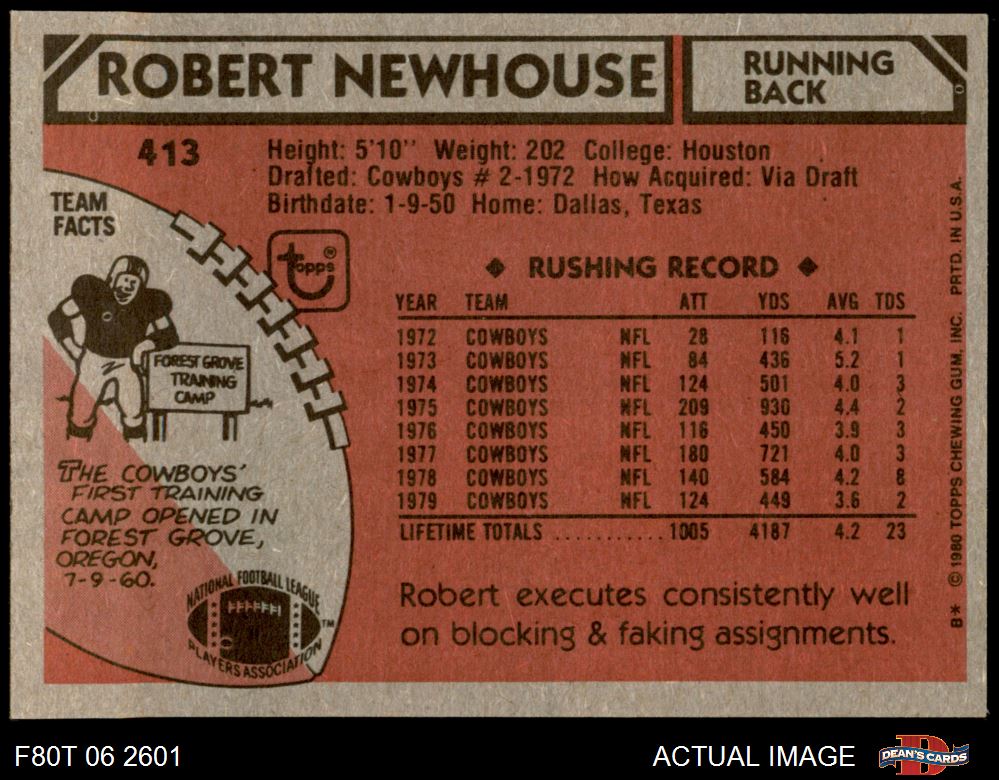 ROBERT NEWHOUSE
RUNNING
BACK
413
Height: 5'10" Weight: 202 College: Houston
Drafted: Cowboys # 2-1972 How Acquired: Via Draft
Birthdate: 1-9-50 Home: Dallas, Texas
TEAM
FACTS
topps®
FOREST GROVE
TRAINING
CAMP
THE COWBOYS'
FIRST TRAINING
CAMP OPENED IN
FOREST GROVE,
OREGON,
7-9-60.
NATIONAL FOOTBALL LEAGUE
PLAYERS ASSOCIATION
TM
◆ RUSHING RECORD ◆
YEAR TEAM ATT YDS AVG TDS
1972 COWBOYS NFL 28 116 4.1 1
1973 COWBOYS NFL 84 436 5.2 1
1974 COWBOYS NFL 124 501 4.0 3
1975 COWBOYS NFL 209 930 4.4 2
1976 COWBOYS NFL 116 450 3.9 3
1977 COWBOYS NFL 180 721 4.0 3
1978 COWBOYS NFL 140 584 4.2 8
1979 COWBOYS NFL 124 449 3.6 2
LIFETIME TOTALS ........... 1005 4187 4.2 23
Robert executes consistently well
on blocking & faking assignments.
B* © 1980 TOPPS CHEWING GUM, INC. PRTD. IN U.S.A.
F80T 06 2601
ACTUAL IMAGE
DEAN'S CARDS